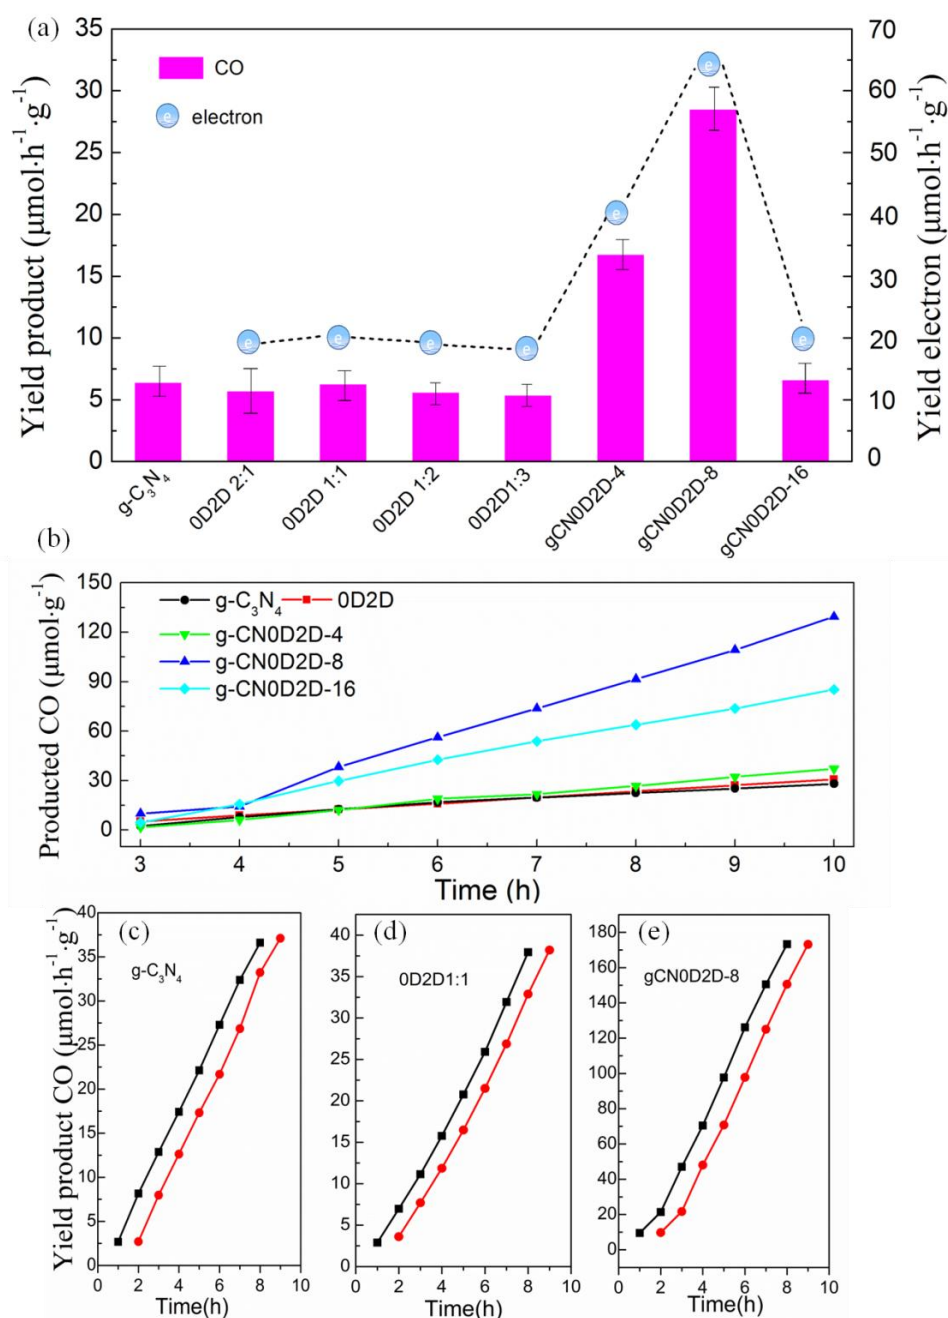 (a)
35
30
25
20
15
10
5
0
Yield product (μmol·h⁻¹·g⁻¹)
CO
e electron
e e e e e e e
70
60
50
40
30
20
10
0
Yield electron (μmol·h⁻¹·g⁻¹)
g-C₃N₄ 0D2D 2:1 0D2D 1:1 0D2D 1:2 0D2D1:3 gCN0D2D-4 gCN0D2D-8 gCN0D2D-16
(b)
150
120
90
60
30
0
Producted CO (μmol·g⁻¹)
g-C₃N₄ 0D2D
g-CN0D2D-4
g-CN0D2D-8
g-CN0D2D-16
3 4 5 6 7 8 9 10
Time (h)
Yield product CO (μmol·h⁻¹·g⁻¹)
(c)
g-C₃N₄
40
35
30
25
20
15
10
5
0
0 2 4 6 8 10
Time(h)
(d)
0D2D1:1
40
35
30
25
20
15
10
5
0
0 2 4 6 8 10
Time(h)
(e)
gCN0D2D-8
180
160
140
120
100
80
60
40
20
0
0 2 4 6 8 10
Time(h)